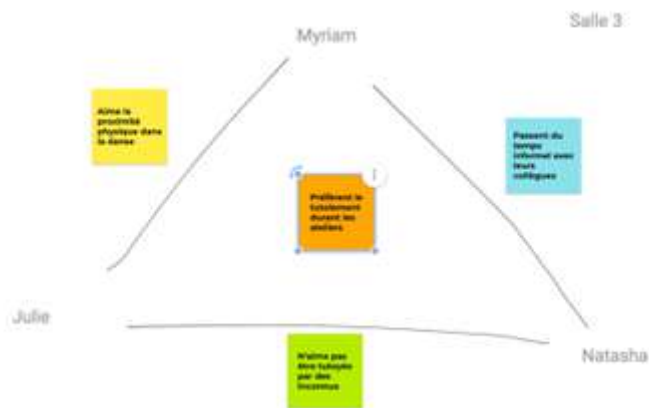 Salle 3
Myriam
Aime la
proximité
physique dans
la danse
Passent du
temps
informel avec
leurs
collègues
Préfèrent le
tutoiement
durant les
ateliers
Julie
Natasha
N'aime pas
être tutoyée
par des
inconnus